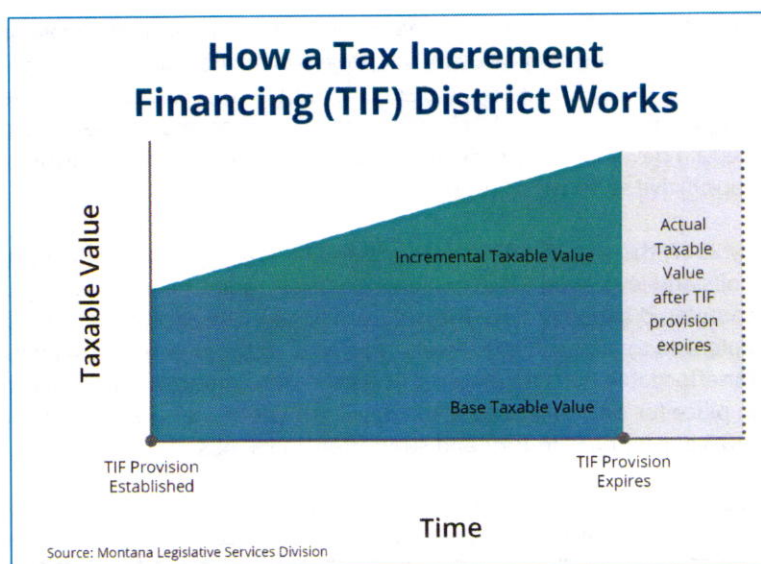 How a Tax Increment
Financing (TIF) District Works
Taxable Value
Incremental Taxable Value
Base Taxable Value
Actual
Taxable
Value
after TIF
provision
expires
TIF Provision
Established
TIF Provision
Expires
Time
Source: Montana Legislative Services Division